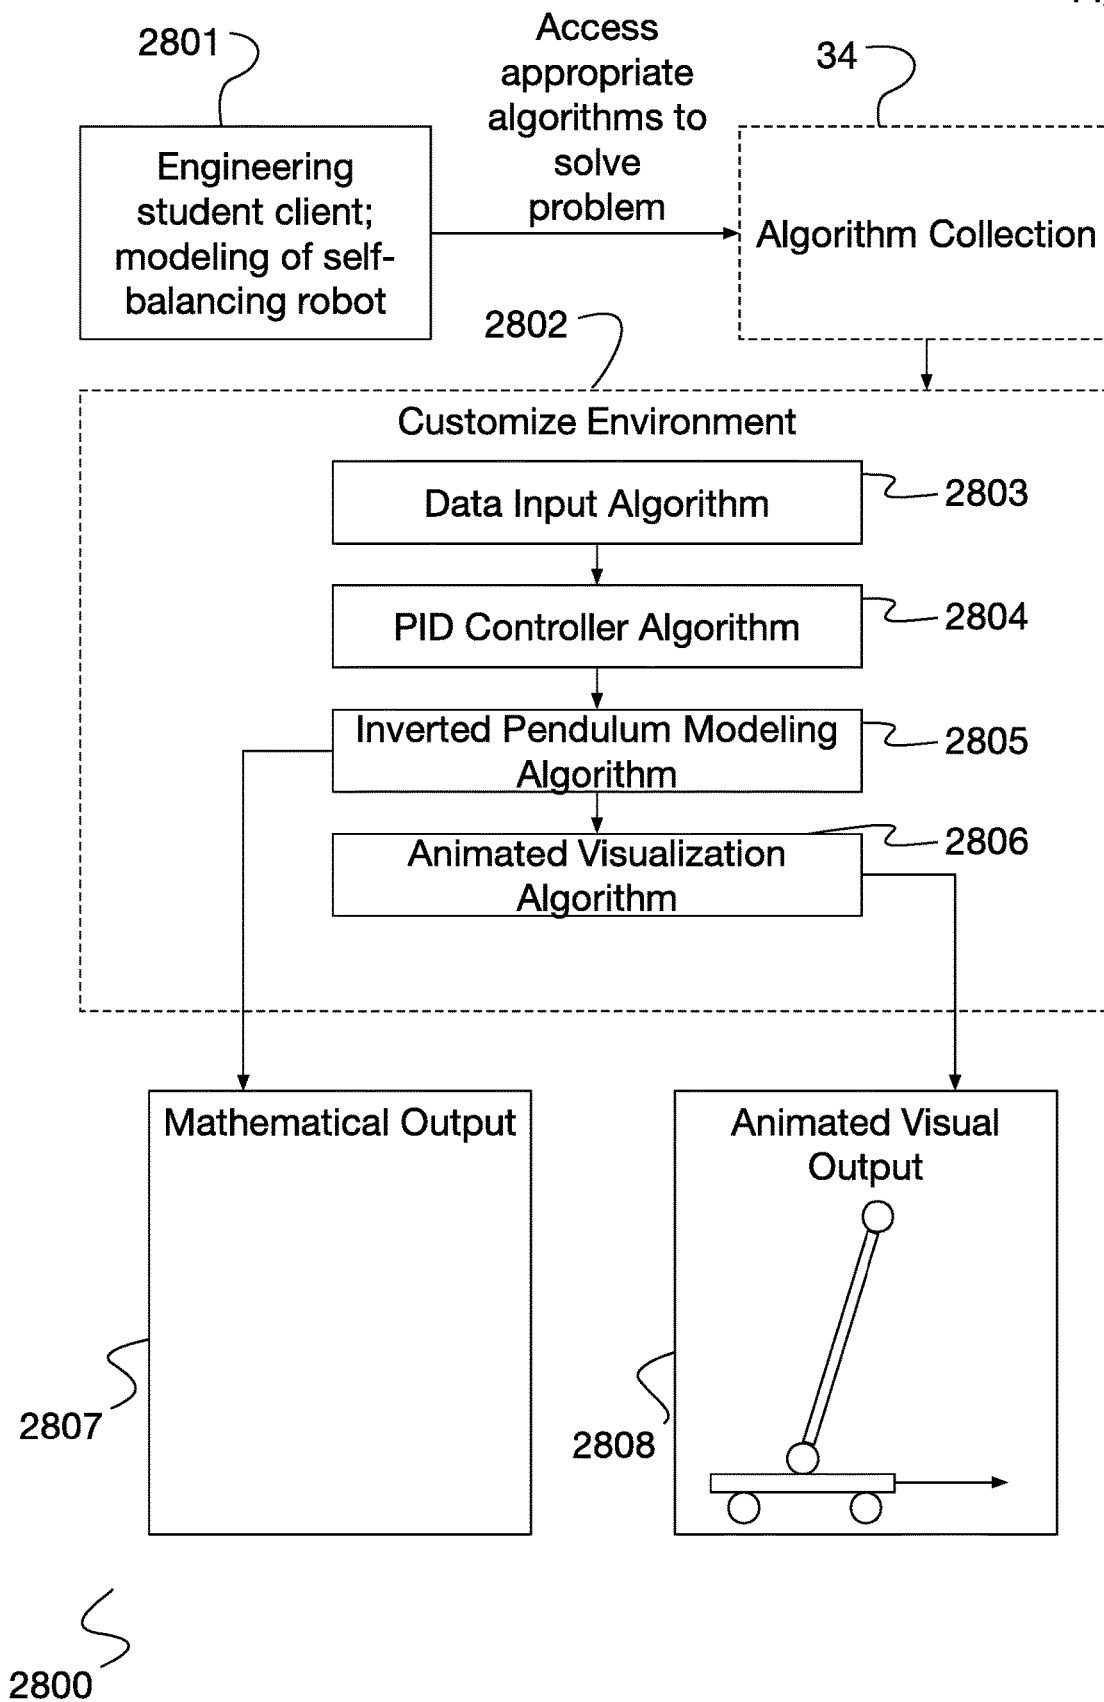 2801
Access
appropriate
algorithms to
solve
problem
34
Engineering
student client;
modeling of self-
balancing robot
Algorithm Collection
2802
Customize Environment
Data Input Algorithm
2803
PID Controller Algorithm
2804
Inverted Pendulum Modeling
Algorithm
2805
Animated Visualization
Algorithm
2806
Mathematical Output
Animated Visual
Output
2807
2808
2800